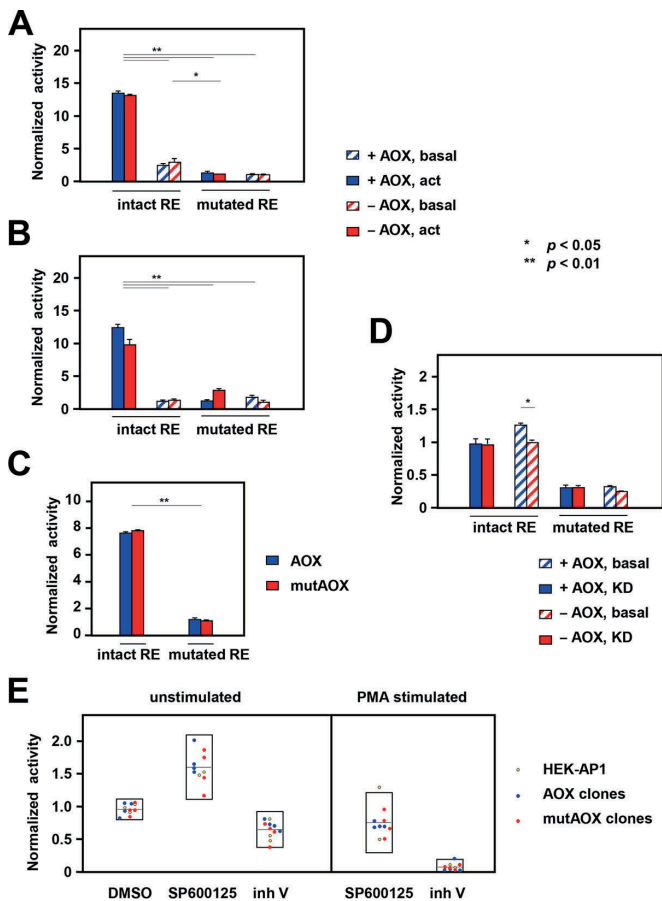 A
Normalized activity
20
15
10
5
0
**
*
intact RE
mutated RE
+ AOX, basal
+ AOX, act
– AOX, basal
– AOX, act
* p < 0.05
** p < 0.01
B
Normalized activity
20
15
10
5
0
**
intact RE
mutated RE
C
Normalized activity
8
6
4
2
0
**
intact RE
mutated RE
AOX
mutAOX
D
Normalized activity
2
1.5
1
0.5
0
*
intact RE
mutated RE
+ AOX, basal
+ AOX, KD
– AOX, basal
– AOX, KD
E
unstimulated
PMA stimulated
Normalized activity
2.0
1.5
1.0
0.5
0
DMSO
SP600125
inh V
SP600125
inh V
HEK-AP1
AOX clones
mutAOX clones